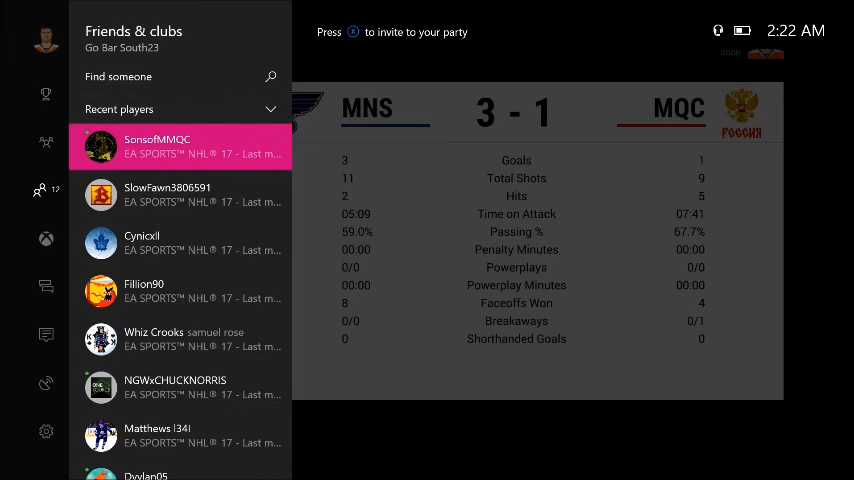 Friends & clubs
Go Bar South23
Find someone
Recent players
SonsofMMQC
EA SPORTS™ NHL® 17 - Last m...
SlowFawn3806591
EA SPORTS™ NHL® 17 - Last m...
Cynicxll
EA SPORTS™ NHL® 17 - Last m...
Fillion90
EA SPORTS™ NHL® 17 - Last m...
Whiz Crooks samuel rose
EA SPORTS™ NHL® 17 - Last m...
NGWxCHUCKNORRIS
EA SPORTS™ NHL® 17 - Last m...
Matthews l34l
EA SPORTS™ NHL® 17 - Last m...
Dvvlan05
12
Press X to invite to your party
2:22 AM
GOOD
MNS 3 - 1 MQC
РОССИЯ
3 Goals 1
11 Total Shots 9
2 Hits 5
05:09 Time on Attack 07:41
59.0% Passing % 67.7%
00:00 Penalty Minutes 00:00
0/0 Powerplays 0/0
00:00 Powerplay Minutes 00:00
8 Faceoffs Won 4
0/0 Breakaways 0/1
0 Shorthanded Goals 0